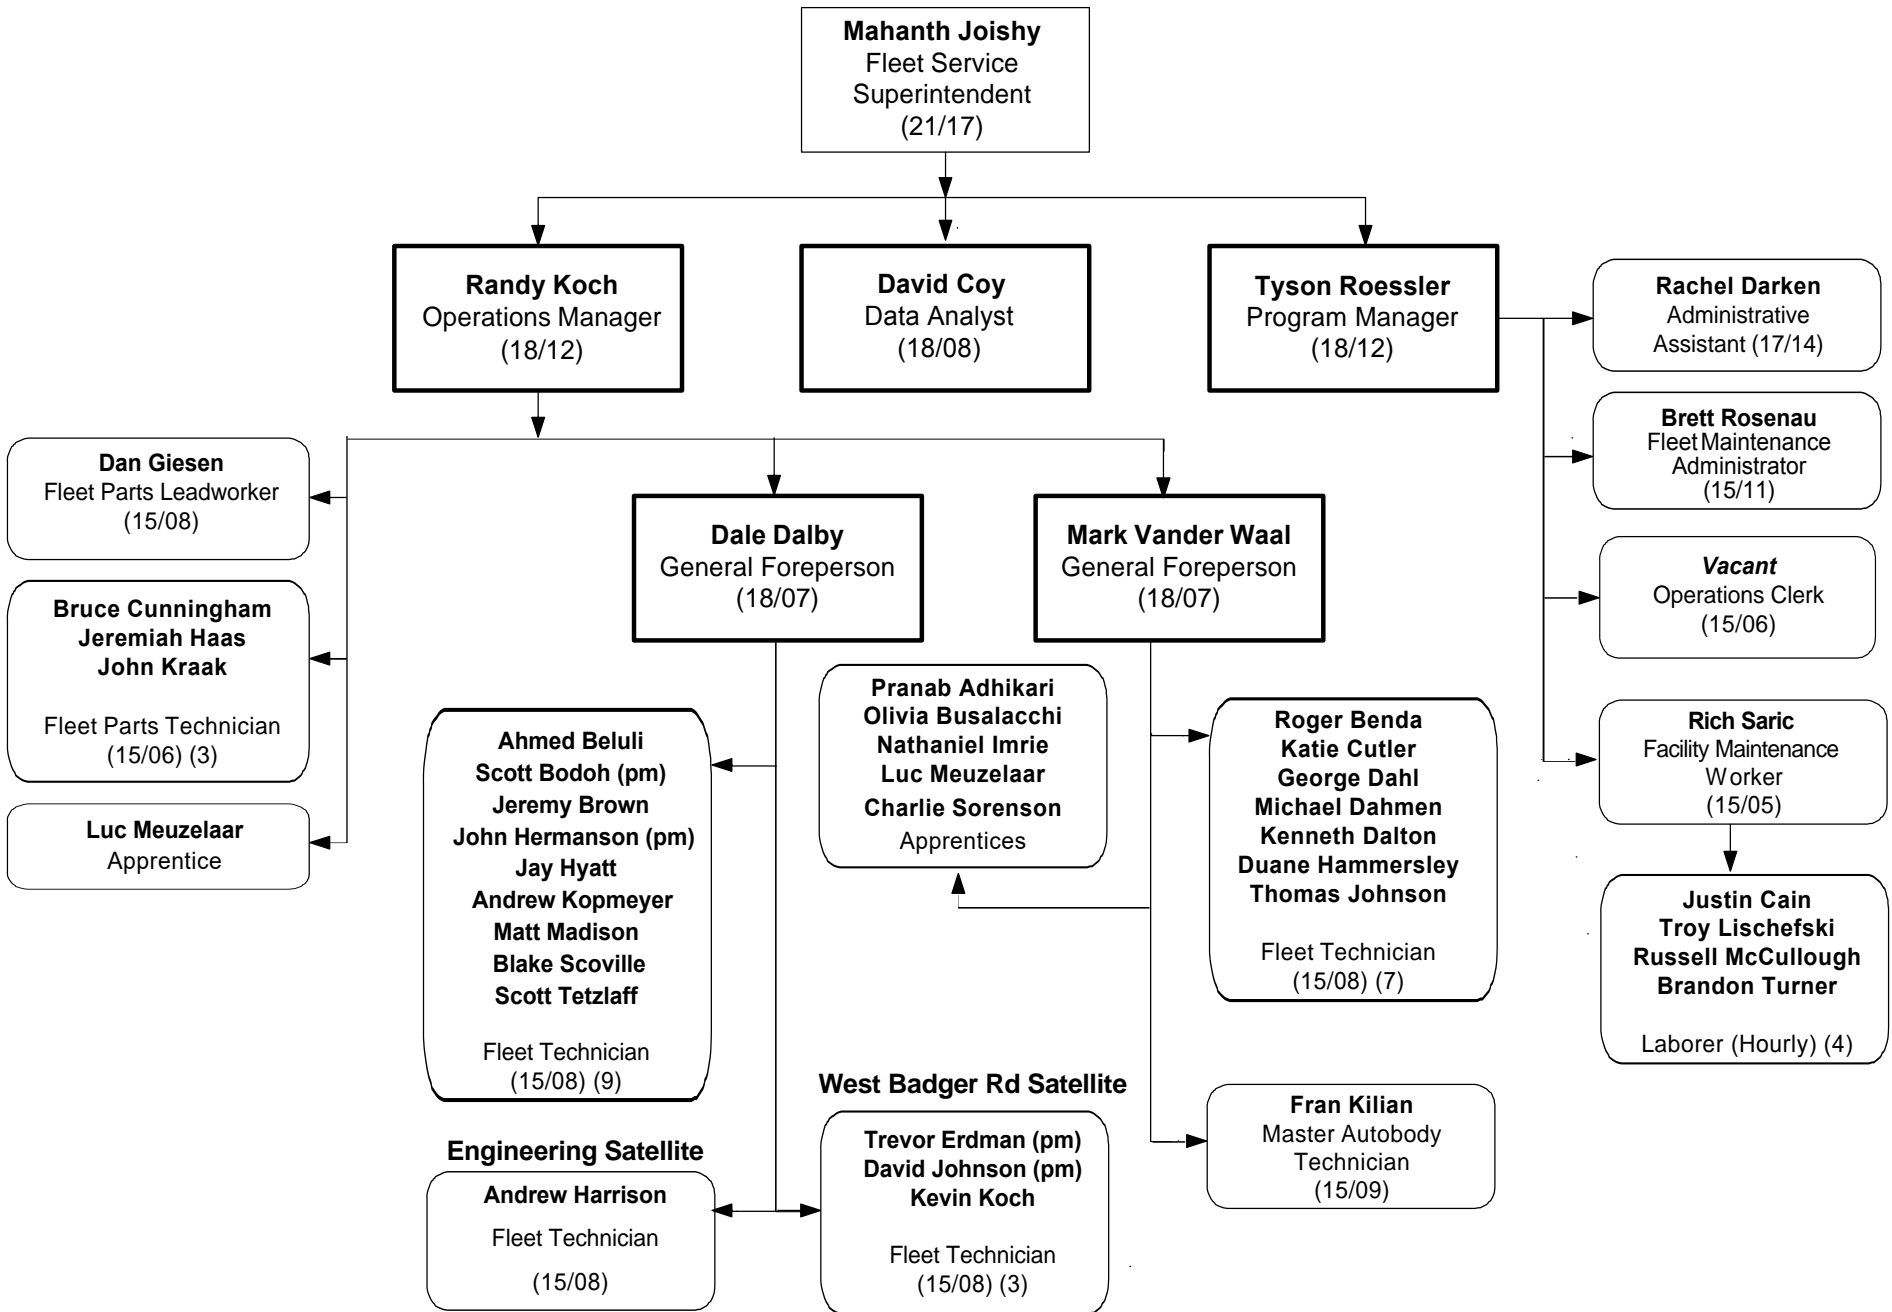 Mahanth Joishy
Fleet Service
Superintendent
(21/17)
Randy Koch
Operations Manager
(18/12)
David Coy
Data Analyst
(18/08)
Tyson Roessler
Program Manager
(18/12)
Rachel Darken
Administrative
Assistant (17/14)
Brett Rosenau
Fleet Maintenance
Administrator
(15/11)
Vacant
Operations Clerk
(15/06)
Rich Saric
Facility Maintenance
Worker
(15/05)
Justin Cain
Troy Lischefski
Russell McCullough
Brandon Turner
Laborer (Hourly) (4)
Dan Giesen
Fleet Parts Leadworker
(15/08)
Bruce Cunningham
Jeremiah Haas
John Kraak
Fleet Parts Technician
(15/06) (3)
Luc Meuzelaar
Apprentice
Dale Dalby
General Foreperson
(18/07)
Mark Vander Waal
General Foreperson
(18/07)
Ahmed Beluli
Scott Bodoh (pm)
Jeremy Brown
John Hermanson (pm)
Jay Hyatt
Andrew Kopmeyer
Matt Madison
Blake Scoville
Scott Tetzlaff
Fleet Technician
(15/08) (9)
Pranab Adhikari
Olivia Busalacchi
Nathaniel Imrie
Luc Meuzelaar
Charlie Sorenson
Apprentices
Roger Benda
Katie Cutler
George Dahl
Michael Dahmen
Kenneth Dalton
Duane Hammersley
Thomas Johnson
Fleet Technician
(15/08) (7)
Engineering Satellite
Andrew Harrison
Fleet Technician
(15/08)
West Badger Rd Satellite
Trevor Erdman (pm)
David Johnson (pm)
Kevin Koch
Fleet Technician
(15/08) (3)
Fran Kilian
Master Autobody
Technician
(15/09)